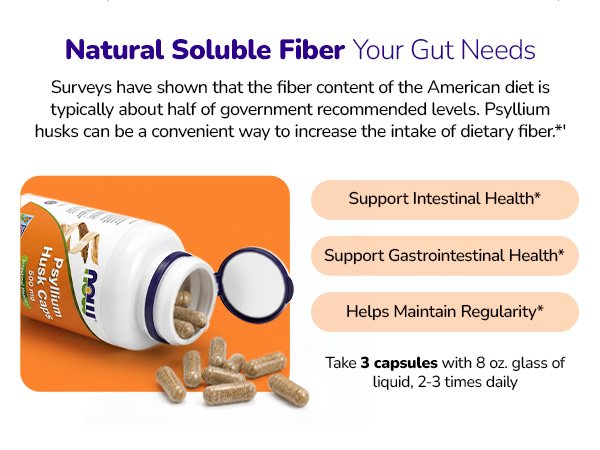 Natural Soluble Fiber Your Gut Needs
Surveys have shown that the fiber content of the American diet is
typically about half of government recommended levels. Psyllium
husks can be a convenient way to increase the intake of dietary fiber.*'
NOW
Psyllium
Husk Caps
500 mg
Support Intestinal Health*
Support Gastrointestinal Health*
Helps Maintain Regularity*
Take 3 capsules with 8 oz. glass of
liquid, 2-3 times daily